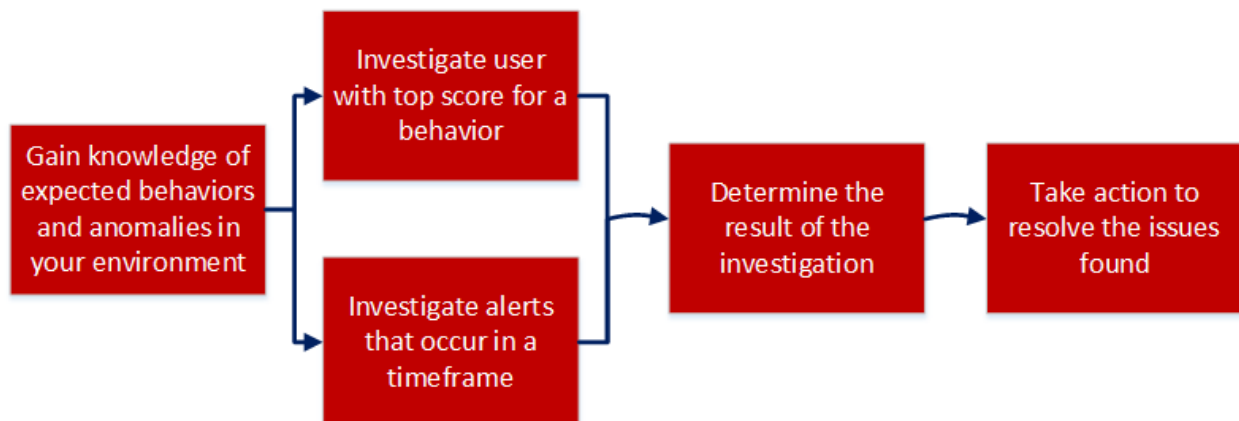 Gain knowledge of
expected behaviors
and anomalies in
your environment
Investigate user
with top score for a
behavior
Investigate alerts
that occur in a
timeframe
Determine the
result of the
investigation
Take action to
resolve the issues
found